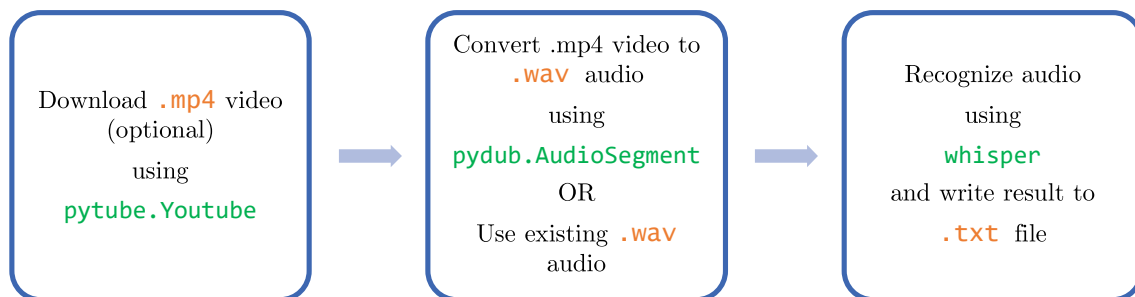 Download .mp4 video
(optional)
using
pytube.Youtube
Convert .mp4 video to
.wav audio
using
pydub.AudioSegment
OR
Use existing .wav
audio
Recognize audio
using
whisper
and write result to
.txt file